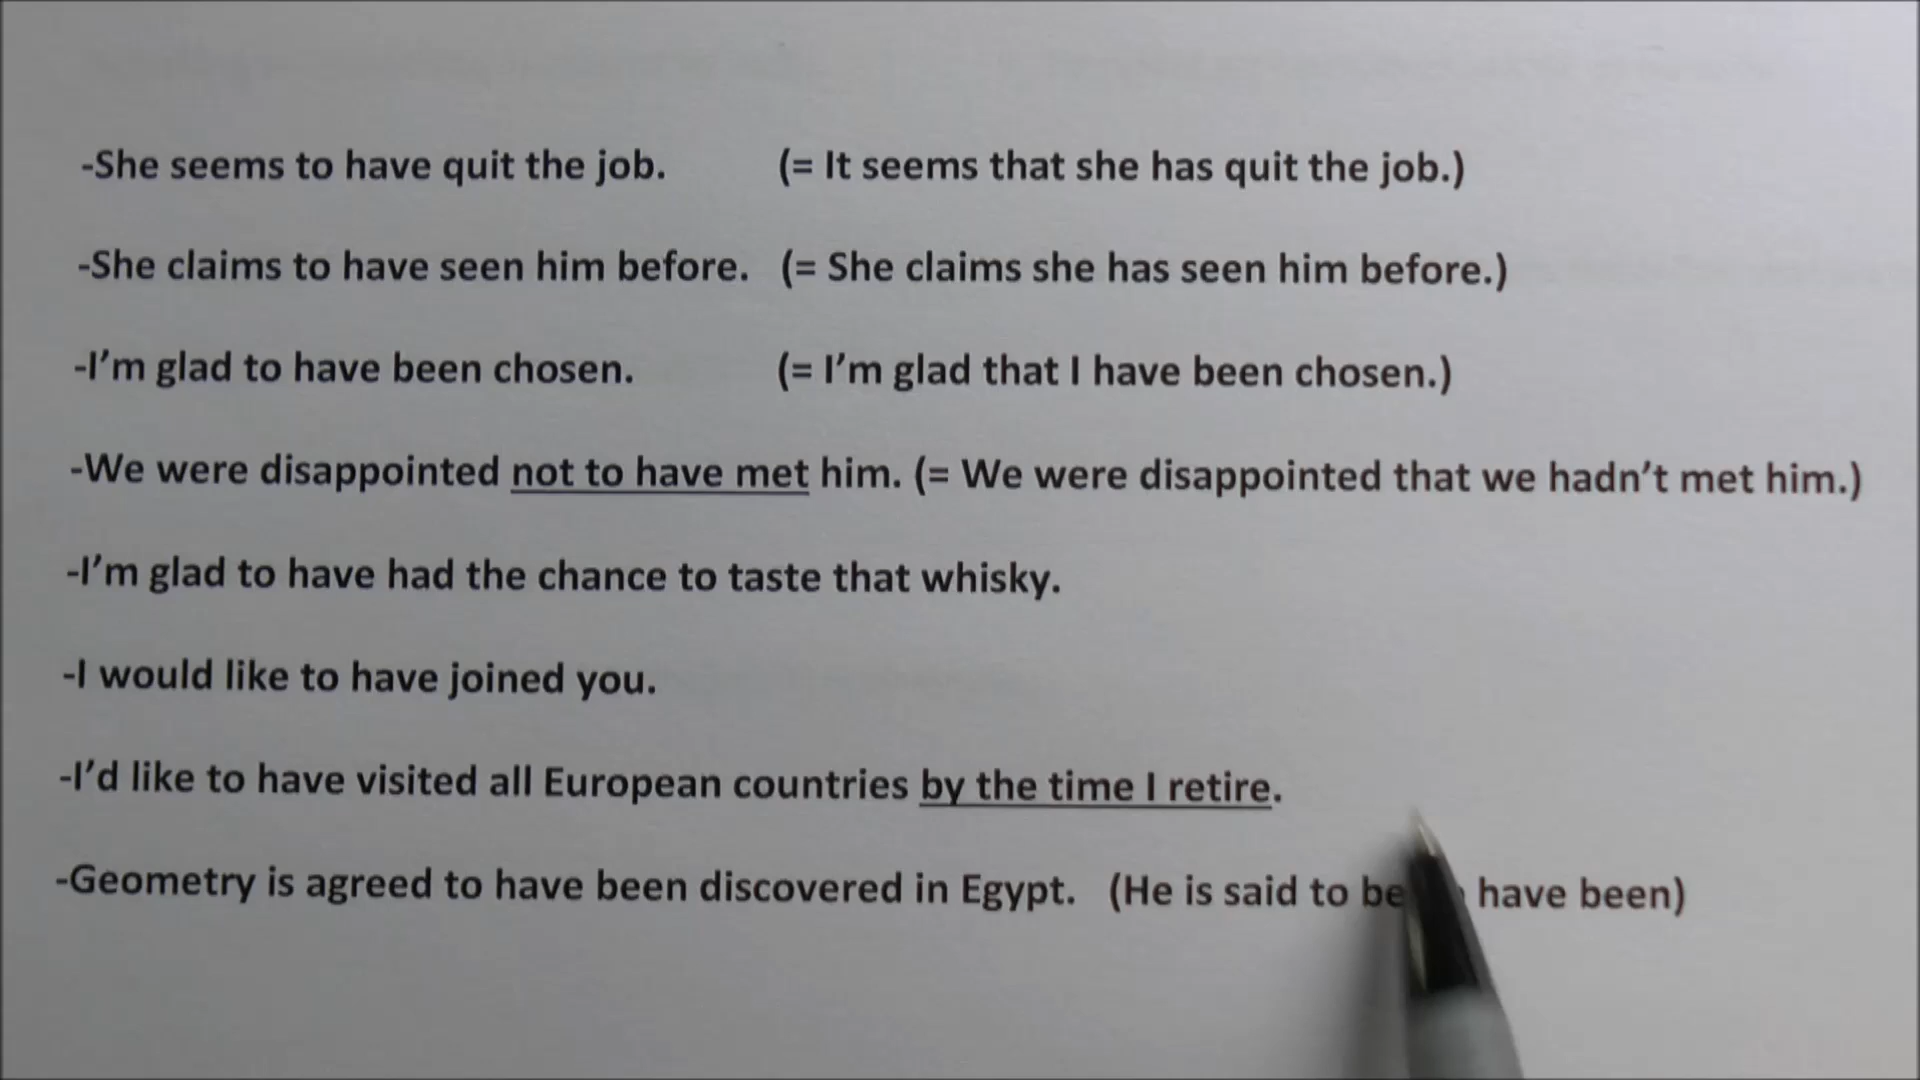 -She seems to have quit the job. (= It seems that she has quit the job.)
-She claims to have seen him before. (= She claims she has seen him before.)
-I'm glad to have been chosen. (= I'm glad that I have been chosen.)
-We were disappointed not to have met him. (= We were disappointed that we hadn't met him.)
-I'm glad to have had the chance to taste that whisky.
-I would like to have joined you.
-I'd like to have visited all European countries by the time I retire.
-Geometry is agreed to have been discovered in Egypt. (He is said to be have been)